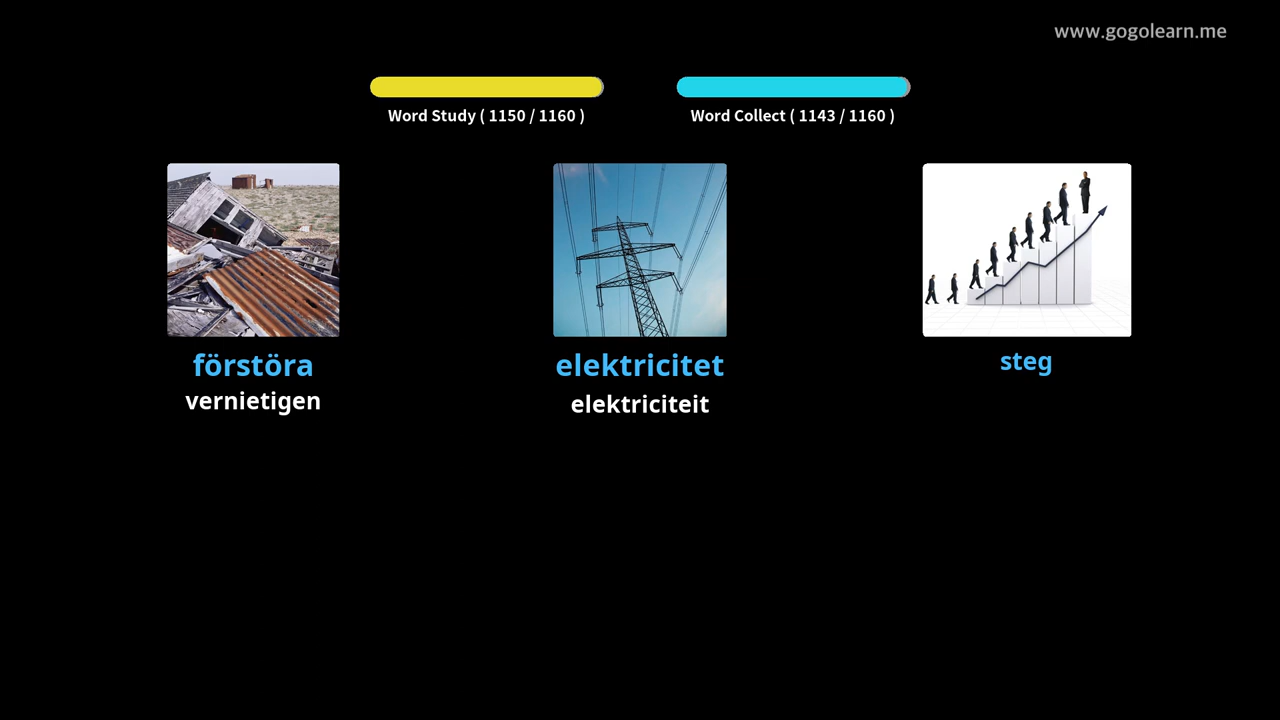 www.gogolearn.me
Word Study ( 1150 / 1160 )
Word Collect ( 1143 / 1160 )
förstöra
vernietigen
elektricitet
elektriciteit
steg